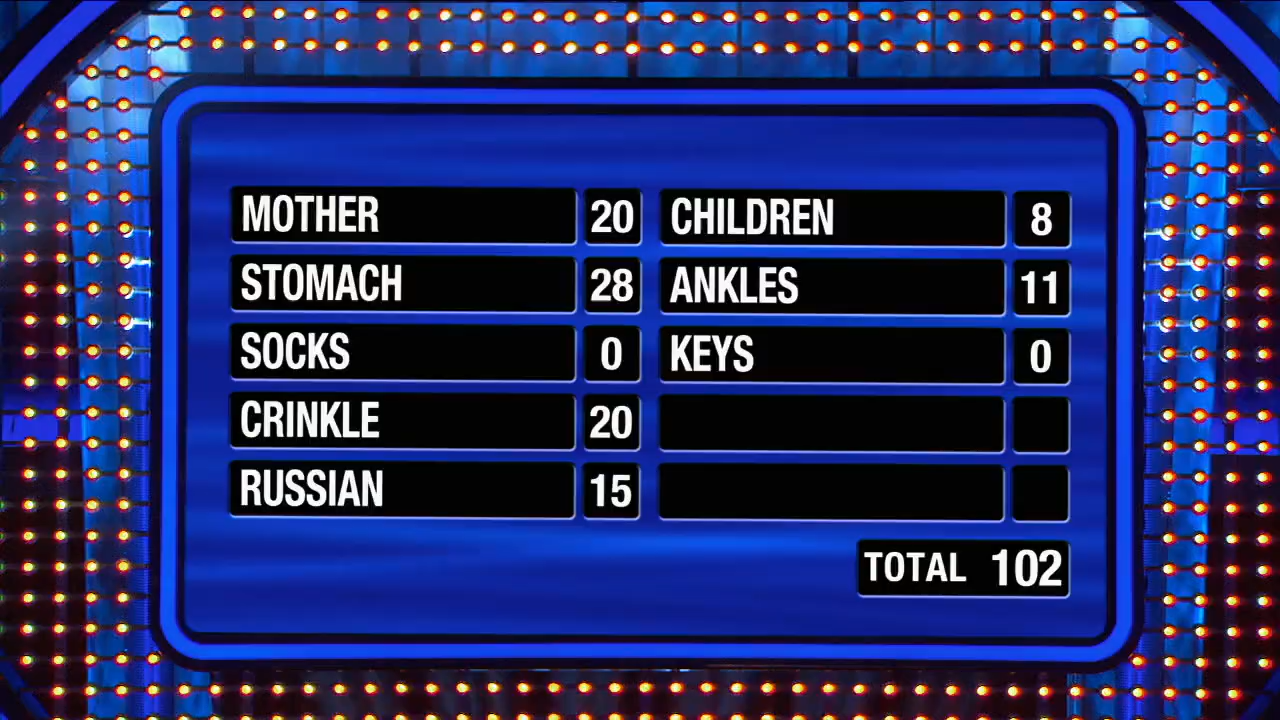 MOTHER 20
STOMACH 28
SOCKS 0
CRINKLE 20
RUSSIAN 15
CHILDREN 8
ANKLES 11
KEYS 0
TOTAL 102